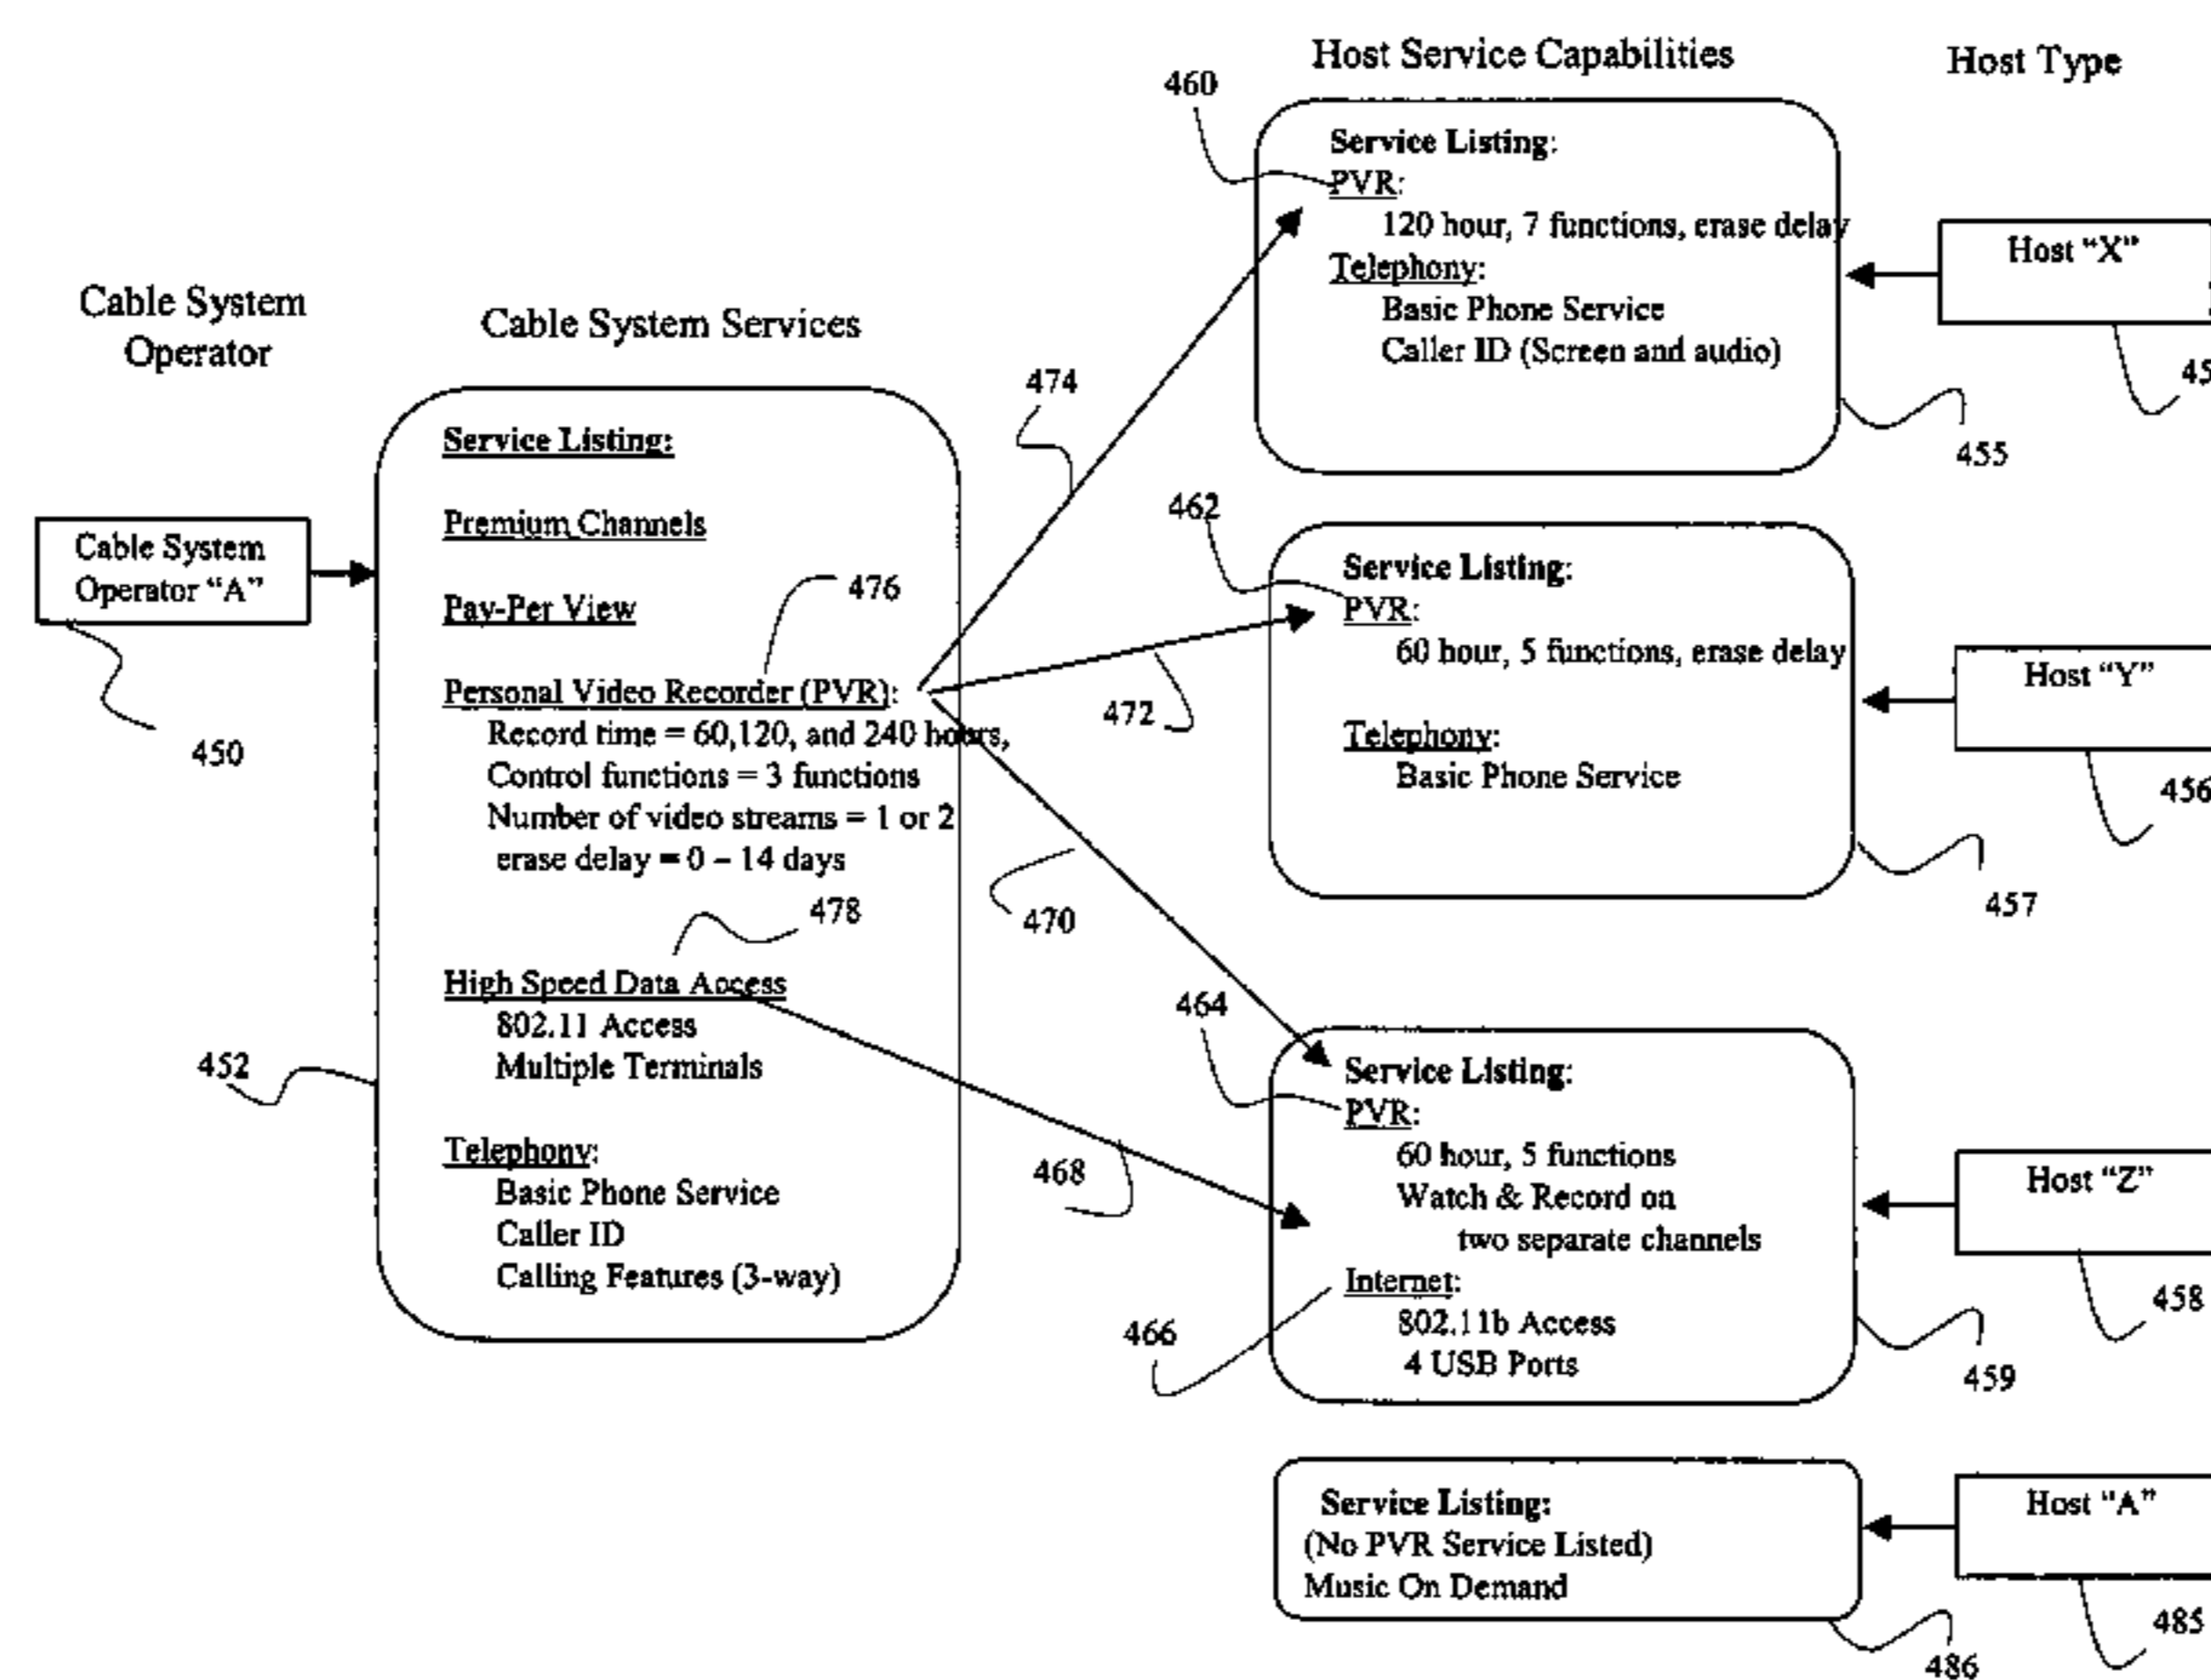 Host Service Capabilities
Host Type
460
Service Listing:
PVR:
120 hour, 7 functions, erase delay
Telephony:
Basic Phone Service
Caller ID (Screen and audio)
Host “X”
455
Cable System
Operator
Cable System Services
474
Service Listing:
Premium Channels
Pay-Per View
476
Personal Video Recorder (PVR):
Record time = 60,120, and 240 hours,
Control functions = 3 functions
Number of video streams = 1 or 2
erase delay = 0 – 14 days
478
High Speed Data Access
802.11 Access
Multiple Terminals
Telephony:
Basic Phone Service
Caller ID
Calling Features (3-way)
Cable System
Operator “A”
450
452
462
Service Listing:
PVR:
60 hour, 5 functions, erase delay
Telephony:
Basic Phone Service
472
Host “Y”
456
457
470
464
Service Listing:
PVR:
60 hour, 5 functions
Watch & Record on
two separate channels
Internet:
802.11b Access
4 USB Ports
468
466
Host “Z”
458
459
Service Listing:
(No PVR Service Listed)
Music On Demand
Host “A”
485
486